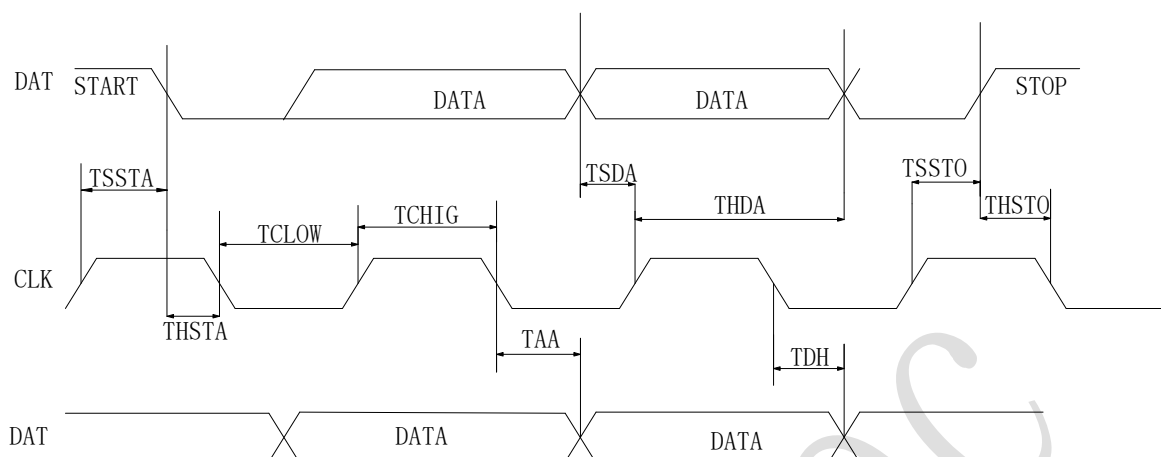 DAT START DATA DATA STOP
TSSTA TSDA TSSTO
TCLOW TCHIG THDA THSTO
CLK
THSTA TAA TDH
DAT DATA DATA